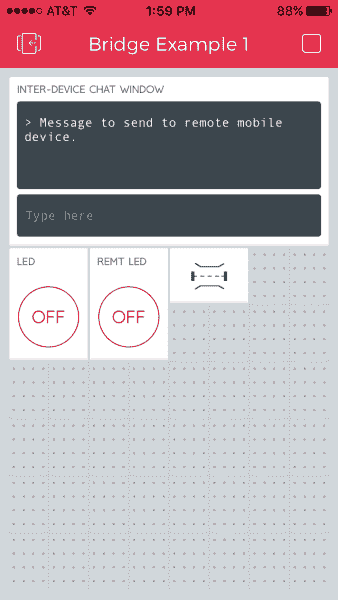 AT&T 1:59 PM 88%
Bridge Example 1
INTER-DEVICE CHAT WINDOW
> Message to send to remote mobile
device.
Type here
LED REMT LED
OFF OFF